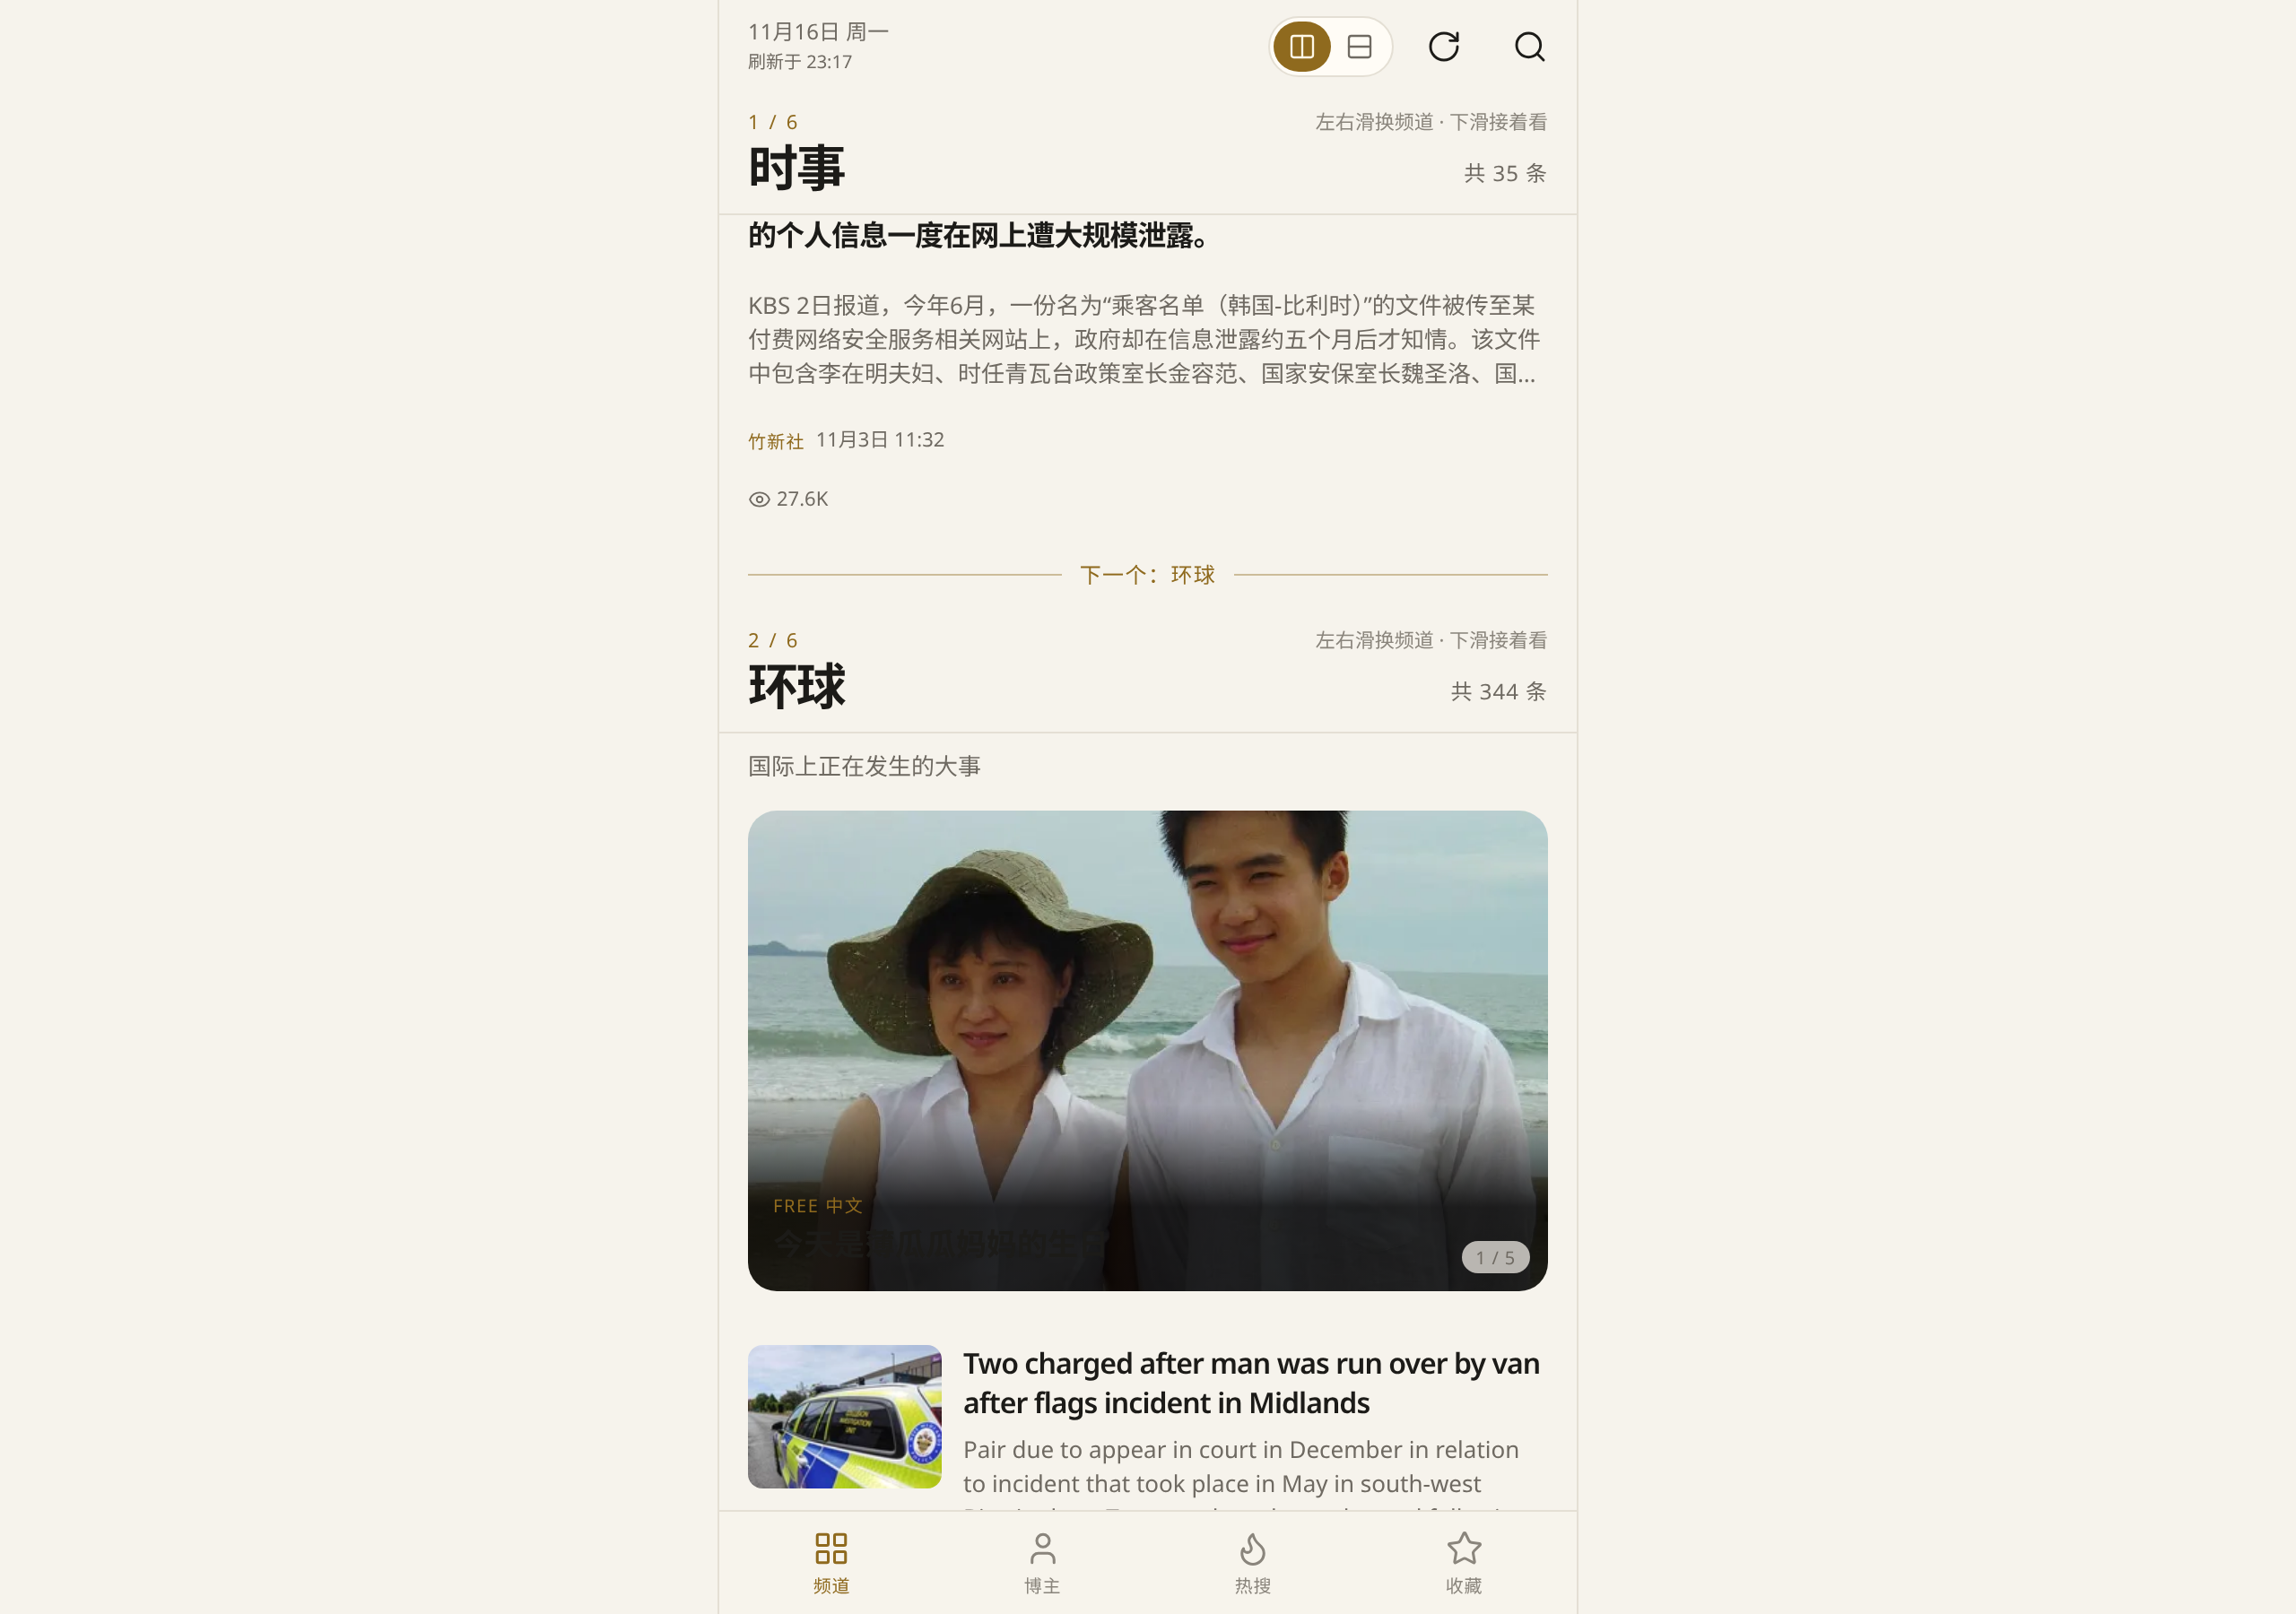 11月16日 周一
刷新于 23:17
1 / 6
左右滑换频道 · 下滑接着看
时事
共 35 条
的个人信息一度在网上遭大规模泄露。
KBS 2日报道，今年6月，一份名为“乘客名单（韩国-比利时）”的文件被传至某
付费网络安全服务相关网站上，政府却在信息泄露约五个月后才知情。该文件
中包含李在明夫妇、时任青瓦台政策室长金容范、国家安保室长魏圣洛、国...
竹新社 11月3日 11:32
27.6K
下一个：环球
2 / 6
左右滑换频道 · 下滑接着看
环球
共 344 条
国际上正在发生的大事
FREE 中文
今天是 瓜妈妈的生
1 / 5
Two charged after man was run over by van
after flags incident in Midlands
Pair due to appear in court in December in relation
to incident that took place in May in south-west
频道
博主
热搜
收藏